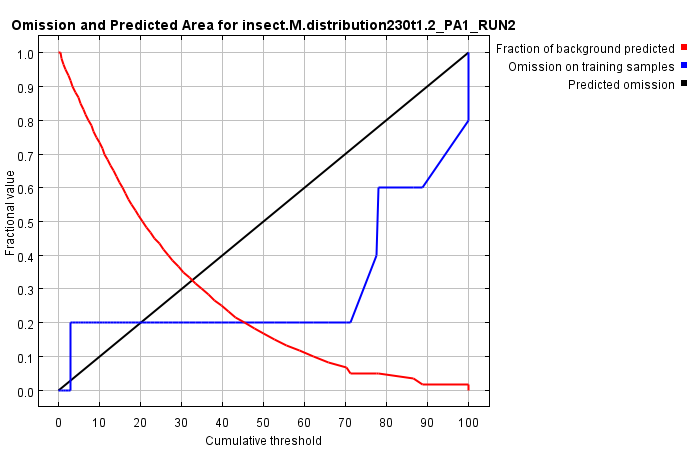 Omission and Predicted Area for insect.M.distribution230t1.2_PA1_RUN2
Fraction of background predicted
Omission on training samples
Predicted omission
Fractional value
1.0
0.9
0.8
0.7
0.6
0.5
0.4
0.3
0.2
0.1
0.0
0 10 20 30 40 50 60 70 80 90 100
Cumulative threshold